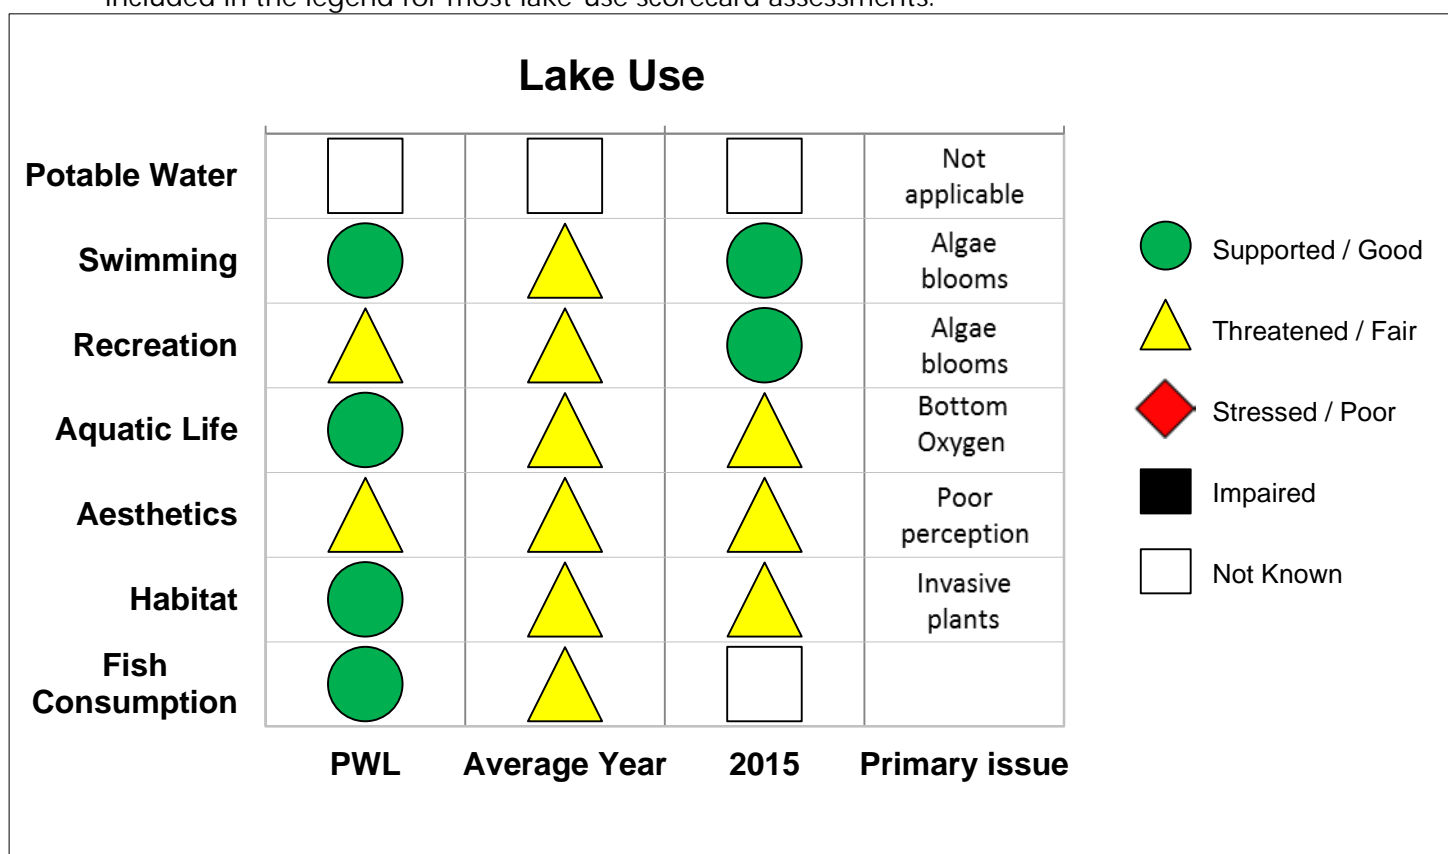 included in the legend for most lake-use scorecard assessments.
Lake Use
Potable Water
Not
applicable
Swimming
Algae
blooms
Recreation
Algae
blooms
Aquatic Life
Bottom
Oxygen
Aesthetics
Poor
perception
Habitat
Invasive
plants
Fish
Consumption
PWL
Average Year
2015
Primary issue
Supported / Good
Threatened / Fair
Stressed / Poor
Impaired
Not Known